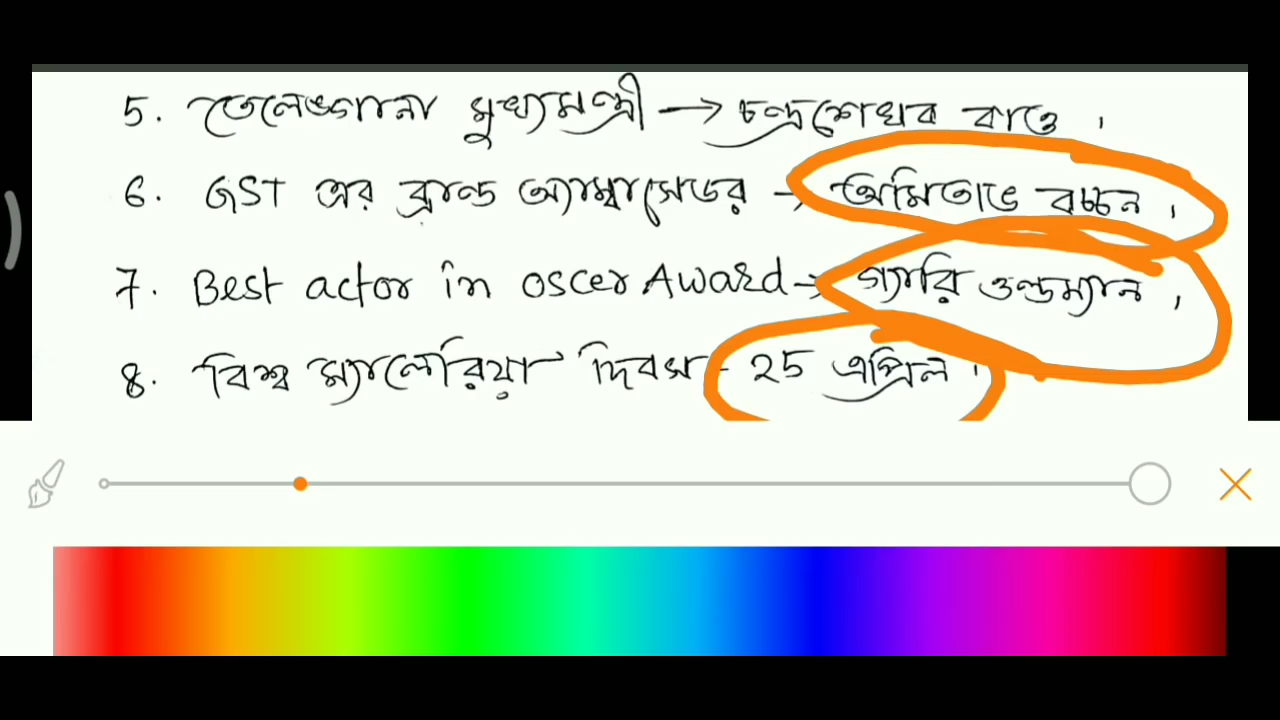 5. তেলেঙ্গানা মুখ্যমন্ত্রী → চন্দ্রশেখর রাও ।
6. GST এর ব্রান্ড অ্যাম্বাসেডর → অমিতাভ বচ্চন ।
7. Best actor in oscer Award → গ্যারি ওল্ডম্যান ।
8. বিশ্ব ম্যালেরিয়া দিবস - 25 এপ্রিল ।